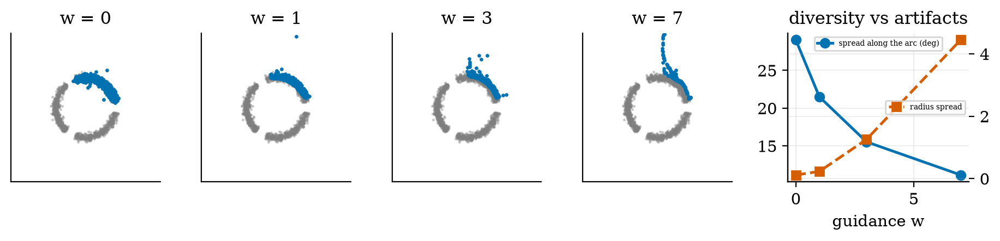 w = 0
w = 1
w = 3
w = 7
diversity vs artifacts
spread along the arc (deg)
radius spread
25
20
15
4
2
0
0
5
guidance w